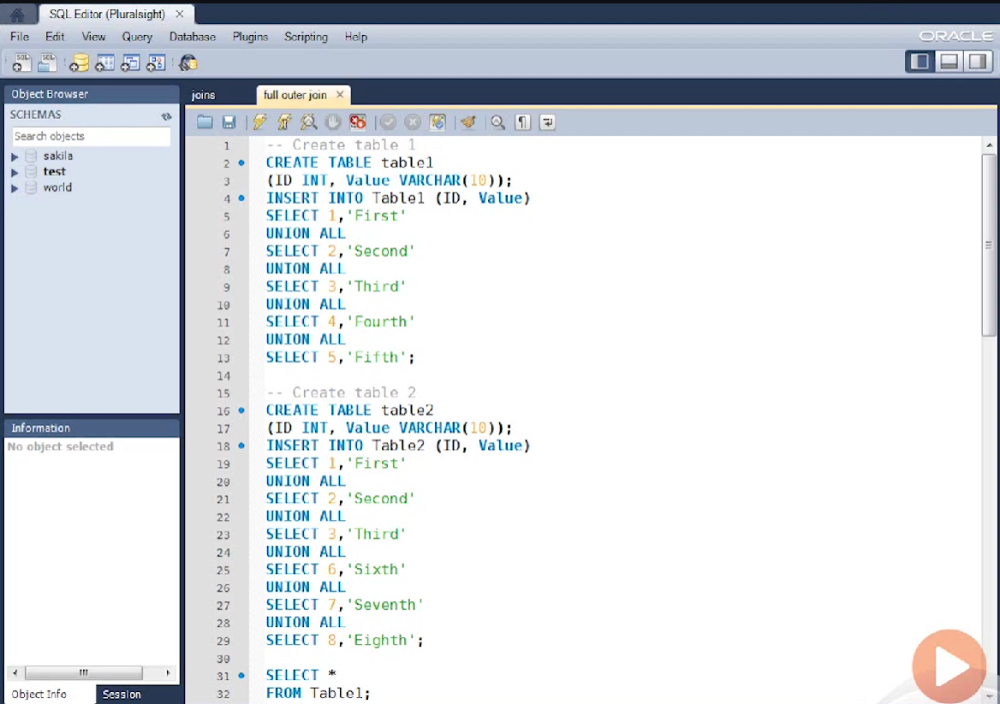 SQL Editor (Pluralsight)
File Edit View Query Database Plugins Scripting Help
ORACLE
SQL SQL
Object Browser
SCHEMAS
Search objects
sakila
test
world
Information
No object selected
Object Info Session
joins full outer join
1 -- Create table 1
2 CREATE TABLE table1
3 (ID INT, Value VARCHAR(10));
4 INSERT INTO Table1 (ID, Value)
5 SELECT 1,'First'
6 UNION ALL
7 SELECT 2,'Second'
8 UNION ALL
9 SELECT 3,'Third'
10 UNION ALL
11 SELECT 4,'Fourth'
12 UNION ALL
13 SELECT 5,'Fifth';
14
15 -- Create table 2
16 CREATE TABLE table2
17 (ID INT, Value VARCHAR(10));
18 INSERT INTO Table2 (ID, Value)
19 SELECT 1,'First'
20 UNION ALL
21 SELECT 2,'Second'
22 UNION ALL
23 SELECT 3,'Third'
24 UNION ALL
25 SELECT 6,'Sixth'
26 UNION ALL
27 SELECT 7,'Seventh'
28 UNION ALL
29 SELECT 8,'Eighth';
30
31 SELECT *
32 FROM Table1;